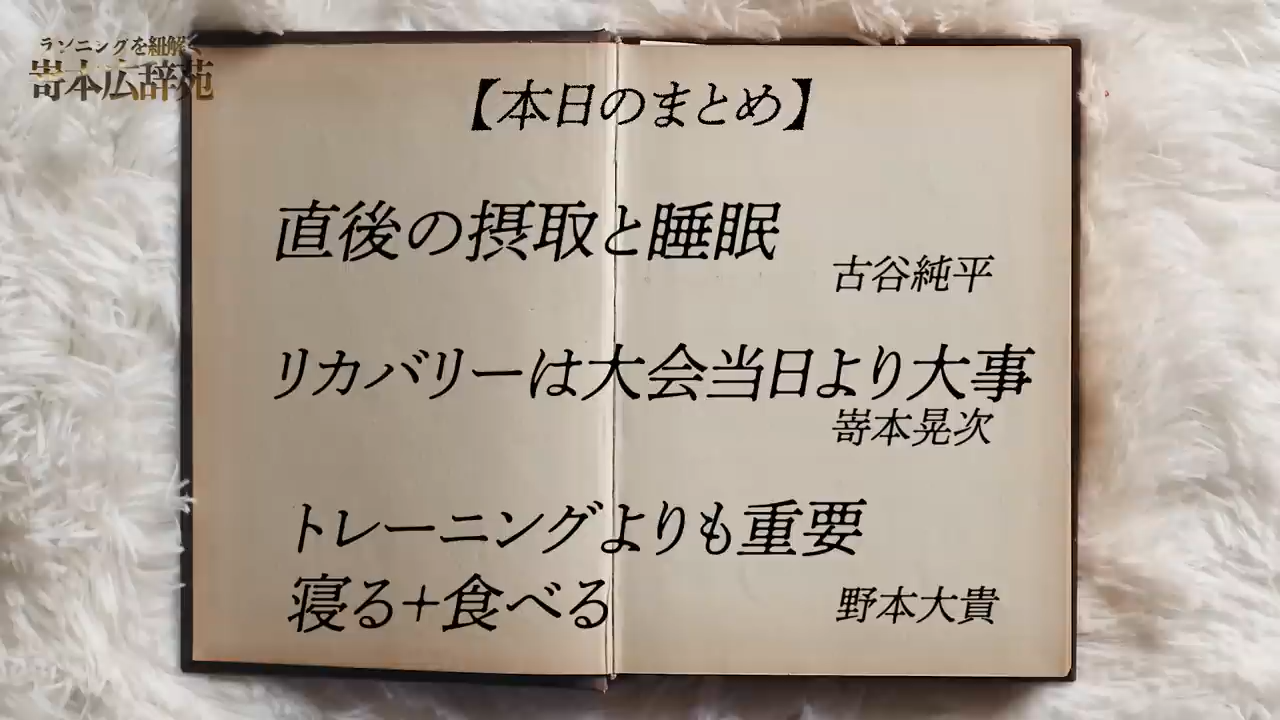 ランニングを紐解く
嵜本広辞苑
【本日のまとめ】
直後の摂取と睡眠
古谷純平
リカバリーは大会当日より大事
嵜本晃次
トレーニングよりも重要
寝る+食べる
野本大貴